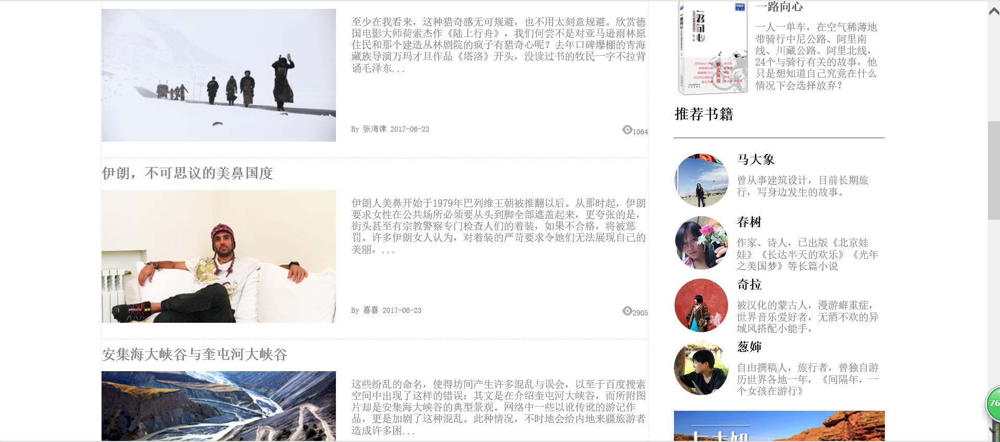 至少在我看来，这种猎奇感无可规避，也不用太刻意规避。欣赏德
国电影大师荷索杰作《陆上行舟》，我们何尝不是对亚马逊雨林原
住民和那个建造丛林剧院的疯子有猎奇心呢？去年口碑爆棚的青海
藏族导演万玛才旦作品《塔洛》开头，没读过书的牧民一字不拉背
诵毛泽东...
By 张海律 2017-06-23
1064
伊朗，不可思议的美鼻国度
伊朗人美鼻开始于1979年巴列维王朝被推翻以后。从那时起，伊朗
要求女性在公共场所必须要从头到脚全部遮盖起来，更夸张的是，
街头甚至有宗教警察专门检查人们的着装，如果不合格，将被惩
罚。许多伊朗女人认为，对着装的严苛要求令她们无法展现自己的
美丽，...
By 喜喜 2017-06-23
2905
安集海大峡谷与奎屯河大峡谷
这些纷乱的命名，使得坊间产生许多混乱与误会，以至于百度搜索
空间中出现了这样的错误：其文是在介绍奎屯河大峡谷，而所附图
片却是安集海大峡谷的典型景观。网络中一些以讹传讹的游记作
品，更是加剧了这种混乱。此种情况，不时地会给内地来疆旅游者
造成许多困...
一路向心
一人一单车，在空气稀薄地
带骑行中尼公路、阿里南
线、川藏公路、阿里北线，
24个与骑行有关的故事，他
只是想知道自己究竟在什么
情况下会选择放弃？
推荐书籍
马大象
曾从事建筑设计，目前长期旅
行，写身边发生的故事。
春树
作家、诗人，已出版《北京娃
娃》《长达半天的欢乐》《光年
之美国梦》等长篇小说
奇拉
被汉化的蒙古人，漫游癖重症，
世界音乐爱好者，无酒不欢的异
域风搭配小能手，
葱婶
自由撰稿人，旅行者，曾独自游
历世界各地一年，《间隔年，一
个女孩在游行》
76